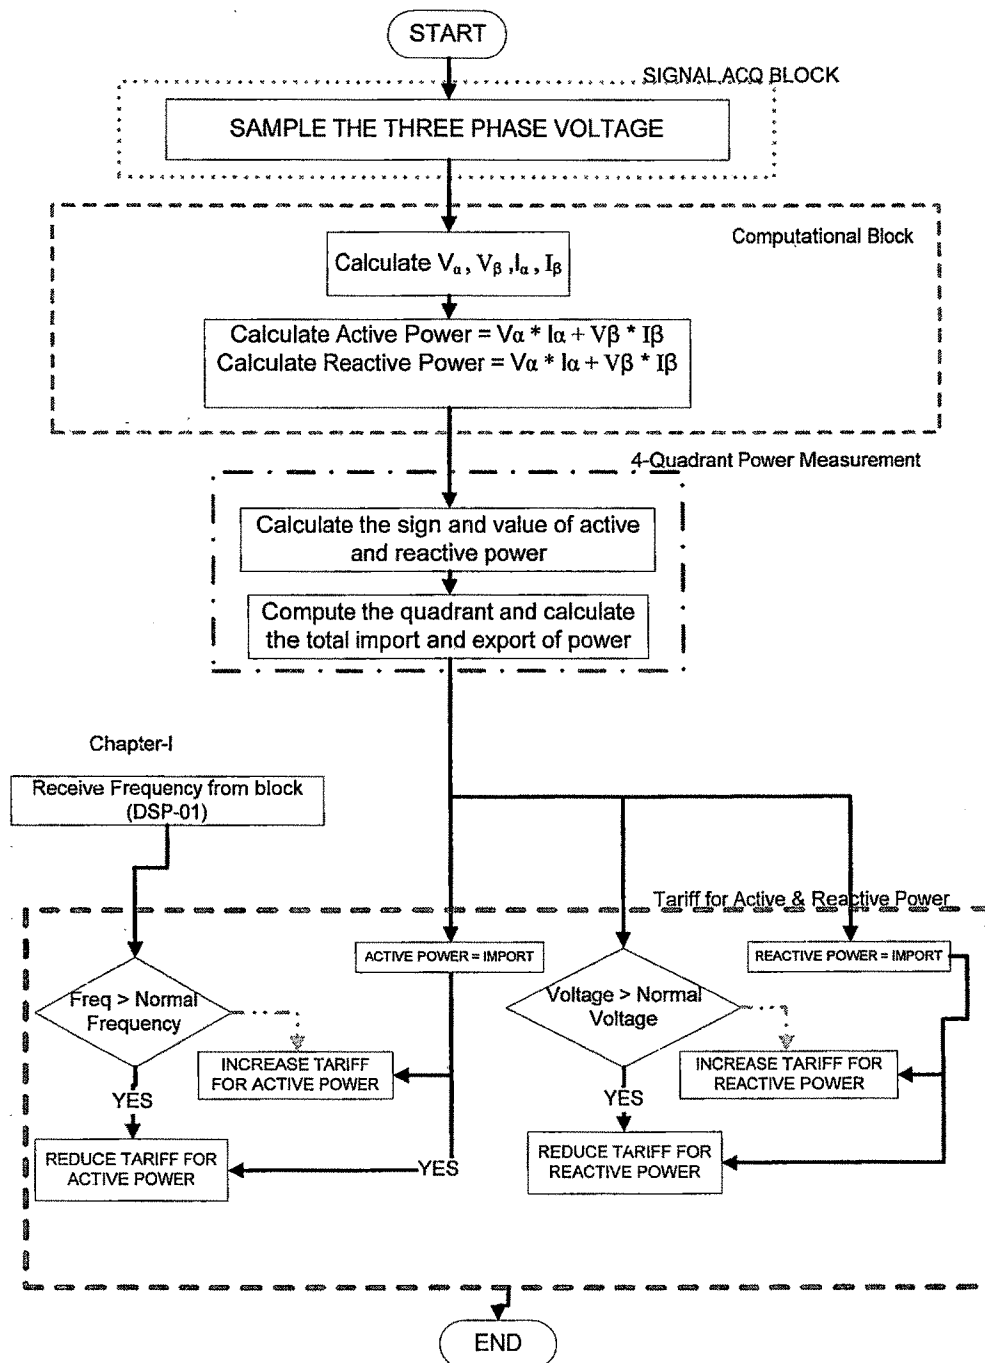 START
SIGNAL ACQ BLOCK
SAMPLE THE THREE PHASE VOLTAGE
Computational Block
Calculate Vα , Vβ ,Iα , Iβ
Calculate Active Power = Vα * Iα + Vβ * Iβ
Calculate Reactive Power = Vα * Iα + Vβ * Iβ
4-Quadrant Power Measurement
Calculate the sign and value of active
and reactive power
Compute the quadrant and calculate
the total import and export of power
Chapter-I
Receive Frequency from block
(DSP-01)
Tariff for Active & Reactive Power
ACTIVE POWER = IMPORT
REACTIVE POWER = IMPORT
Freq > Normal
Frequency
Voltage > Normal
Voltage
INCREASE TARIFF
FOR ACTIVE POWER
INCREASE TARIFF FOR
REACTIVE POWER
YES
YES
REDUCE TARIFF FOR
ACTIVE POWER
YES
REDUCE TARIFF FOR
REACTIVE POWER
END